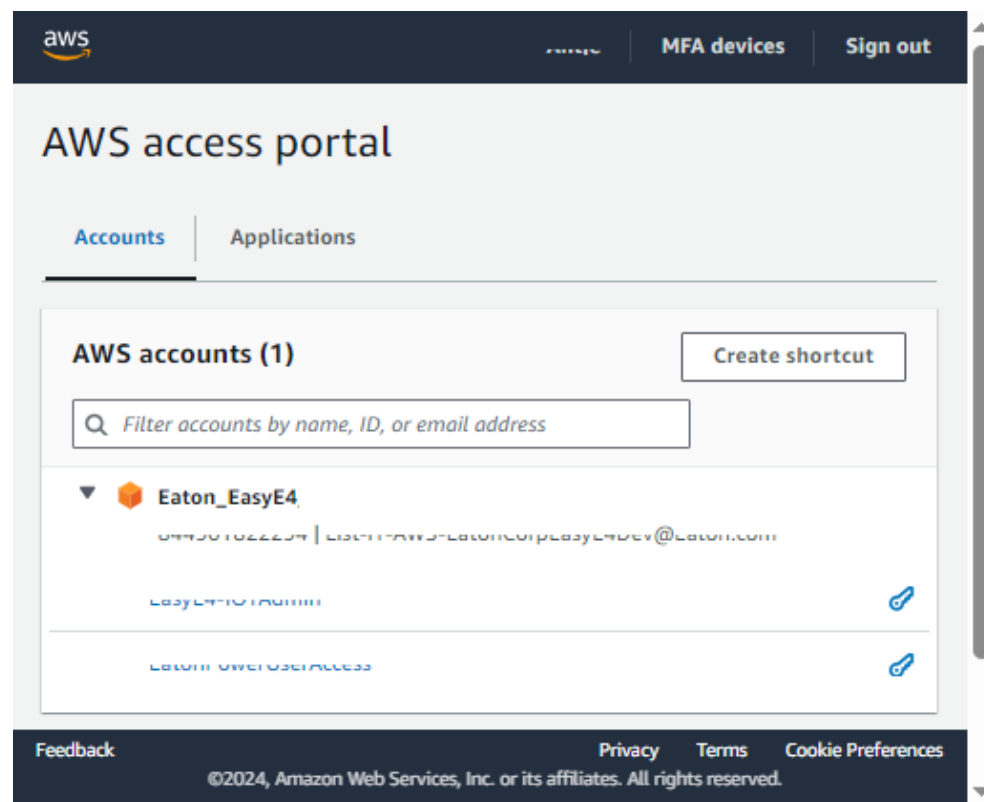 aws
MFA devices
Sign out
AWS access portal
Accounts
Applications
AWS accounts (1)
Create shortcut
Filter accounts by name, ID, or email address
Eaton_EasyE4
Feedback
Privacy
Terms
Cookie Preferences
©2024, Amazon Web Services, Inc. or its affiliates. All rights reserved.